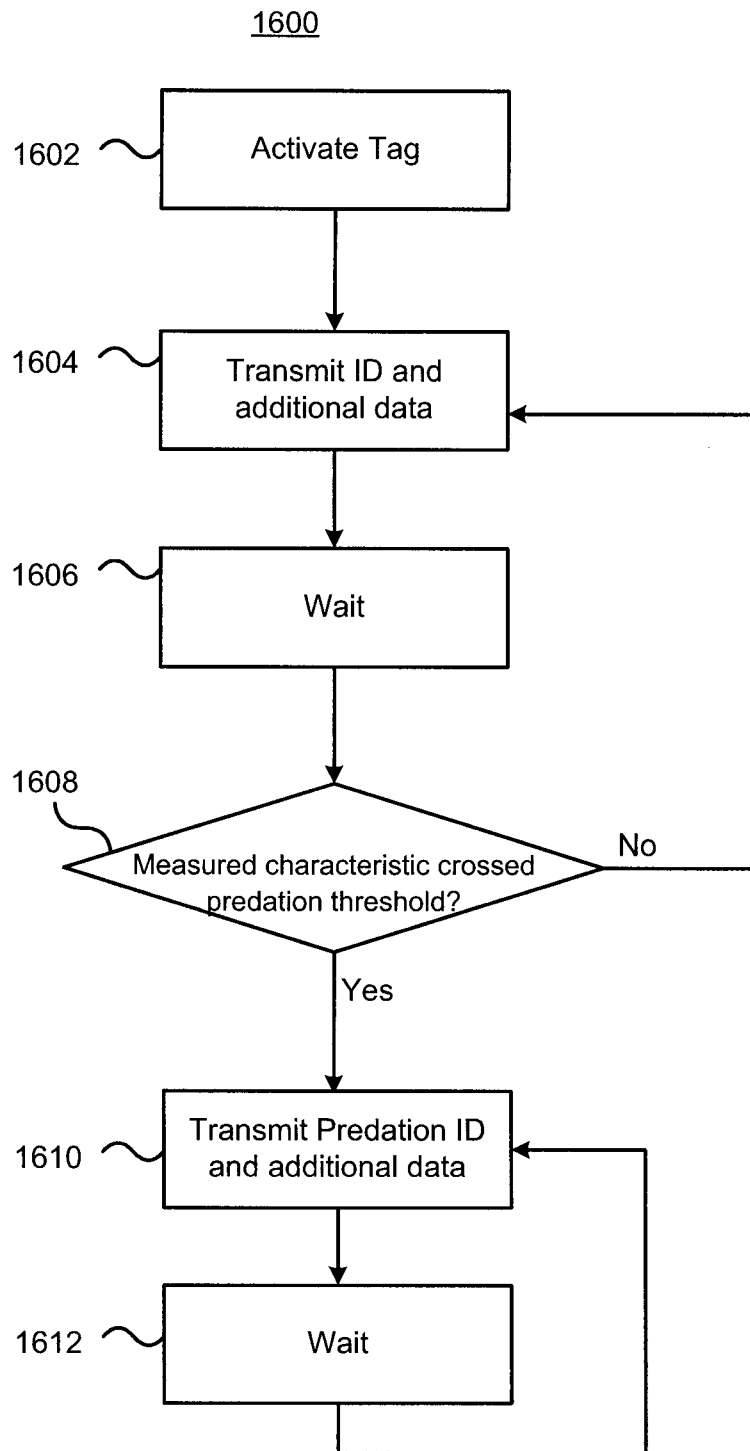 1600
1602
Activate Tag
1604
Transmit ID and
additional data
1606
Wait
1608
Measured characteristic crossed
predation threshold?
No
Yes
1610
Transmit Predation ID
and additional data
1612
Wait